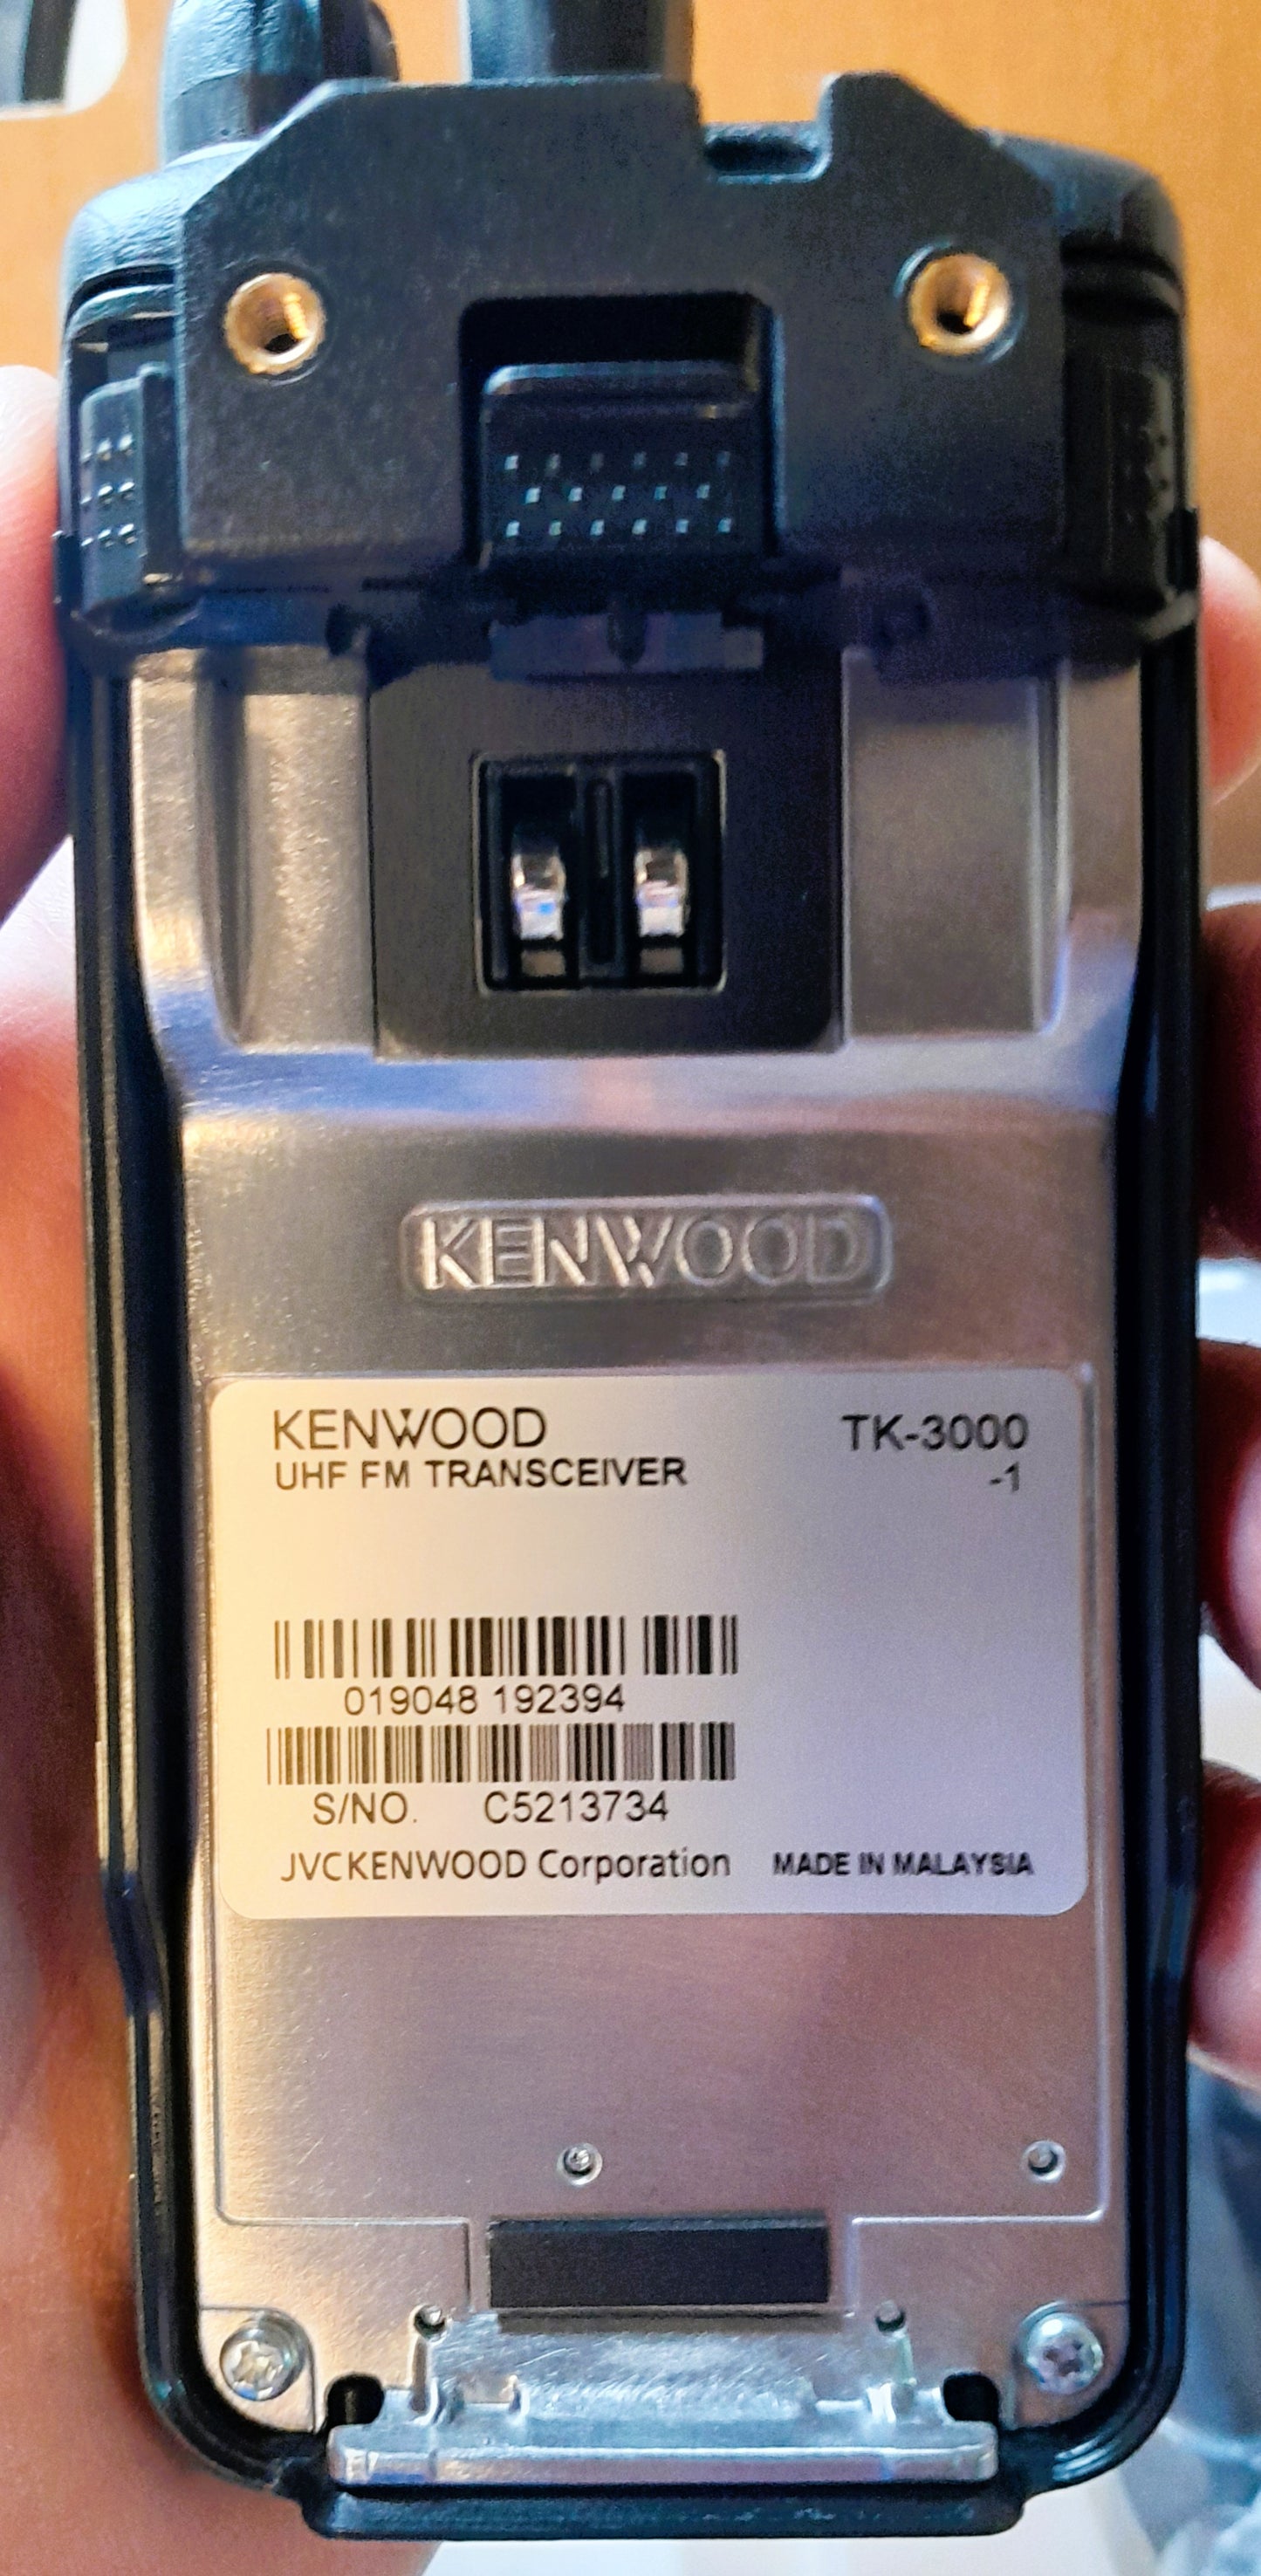 KENWOOD
KENWOOD TK-3000
UHF FM TRANSCEIVER -1
019048 192394
S/NO. C5213734
JVCKENWOOD Corporation MADE IN MALAYSIA